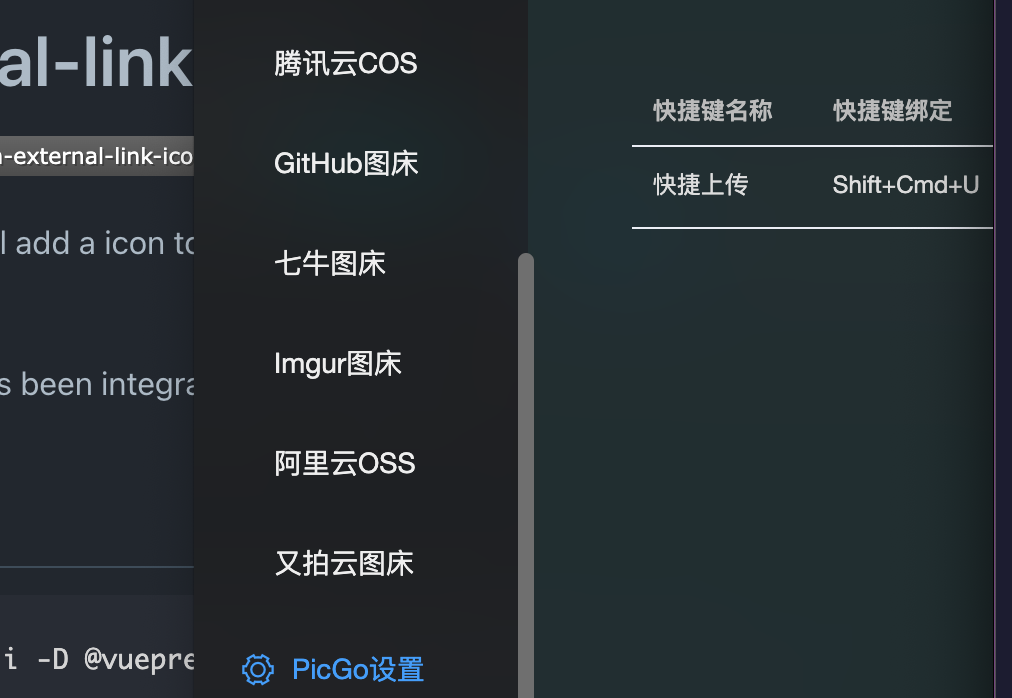 al-link
n-external-link-ico
l add a icon to
s been integra
i -D @vuepre
腾讯云COS
GitHub图床
七牛图床
Imgur图床
阿里云OSS
又拍云图床
PicGo设置
快捷键名称 快捷键绑定
快捷上传 Shift+Cmd+U